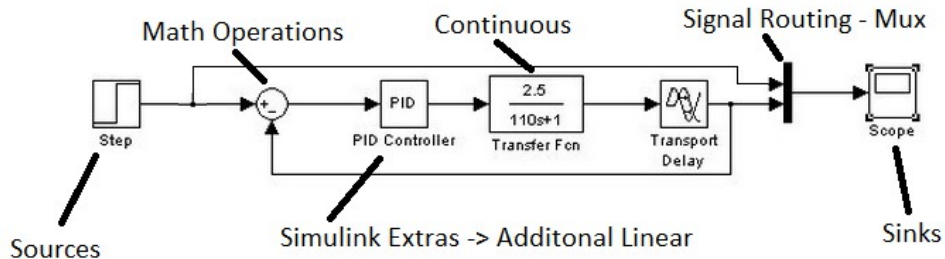 Math Operations
Continuous
Signal Routing - Mux
Step
+
-
PID
PID Controller
2.5
110s+1
Transfer Fcn
Transport
Delay
Scope
Sources
Simulink Extras -> Additonal Linear
Sinks